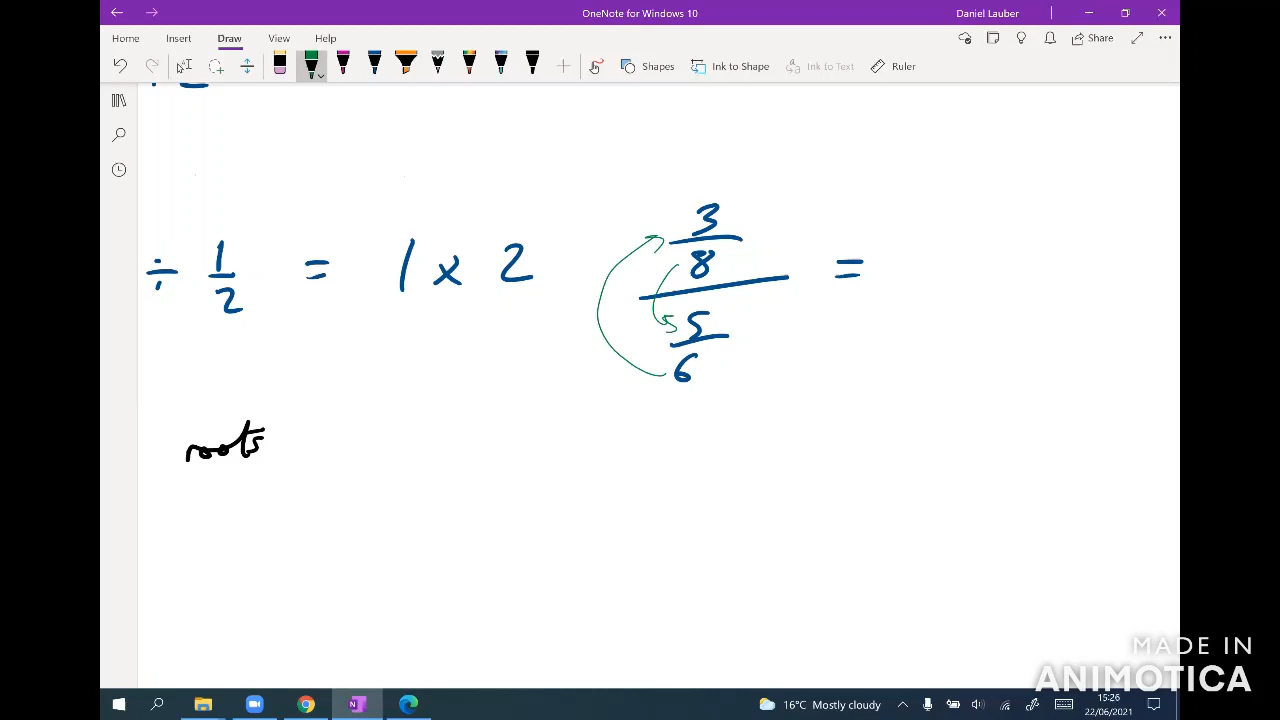 OneNote for Windows 10
Daniel Lauber
Home Insert Draw View Help
Share
Shapes Ink to Shape Ink to Text Ruler
3
8
÷ 1 = 1 x 2 =
2
5
6
roots
MADE IN
ANIMOTICA
16°C Mostly cloudy
15:26
22/06/2021